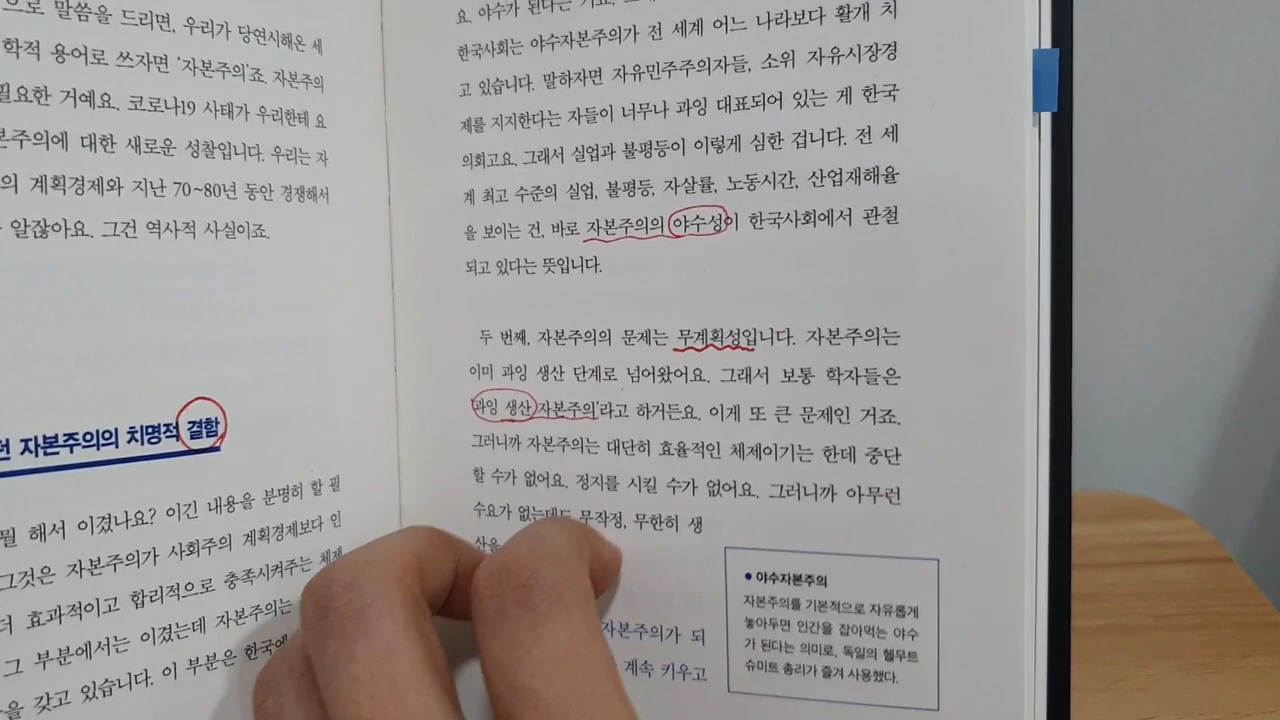 으로 말씀을 드리면, 우리가 당연시해온 세
학적 용어로 쓰자면 '자본주의'죠. 자본주의
필요한 거예요. 코로나19 사태가 우리한테 요
본주의에 대한 새로운 성찰입니다. 우리는 자
의 계획경제와 지난 70~80년 동안 경쟁해서
알잖아요. 그건 역사적 사실이죠.
던 자본주의의 치명적 결함
뭘 해서 이겼나요? 이긴 내용을 분명히 할 필
그것은 자본주의가 사회주의 계획경제보다 인
더 효과적이고 합리적으로 충족시켜주는 체제
그 부분에서는 이겼는데 자본주의는
을 갖고 있습니다. 이 부분은 한국에
요. 야수가 된다는 거죠.
한국사회는 야수자본주의가 전 세계 어느 나라보다 활개 치
고 있습니다. 말하자면 자유민주주의자들, 소위 자유시장경
제를 지지한다는 자들이 너무나 과잉 대표되어 있는 게 한국
의회고요. 그래서 실업과 불평등이 이렇게 심한 겁니다. 전 세
계 최고 수준의 실업, 불평등, 자살률, 노동시간, 산업재해율
을 보이는 건, 바로 자본주의의 야수성이 한국사회에서 관철
되고 있다는 뜻입니다.
두 번째, 자본주의의 문제는 무계획성입니다. 자본주의는
이미 과잉 생산 단계로 넘어왔어요. 그래서 보통 학자들은
'과잉 생산 자본주의'라고 하거든요. 이게 또 큰 문제인 거죠.
그러니까 자본주의는 대단히 효율적인 체제이기는 한데 중단
할 수가 없어요. 정지를 시킬 수가 없어요. 그러니까 아무런
수요가 없는데도 무작정, 무한히 생
산을
자본주의가 되
계속 키우고
• 야수자본주의
자본주의를 기본적으로 자유롭게
놓아두면 인간을 잡아먹는 야수
가 된다는 의미로, 독일의 헬무트
슈미트 총리가 즐겨 사용했다.